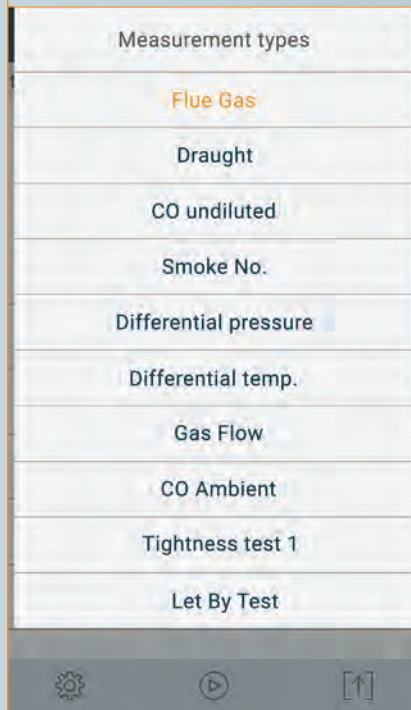 Measurement types
Flue Gas
Draught
CO undiluted
Smoke No.
Differential pressure
Differential temp.
Gas Flow
CO Ambient
Tightness test 1
Let By Test